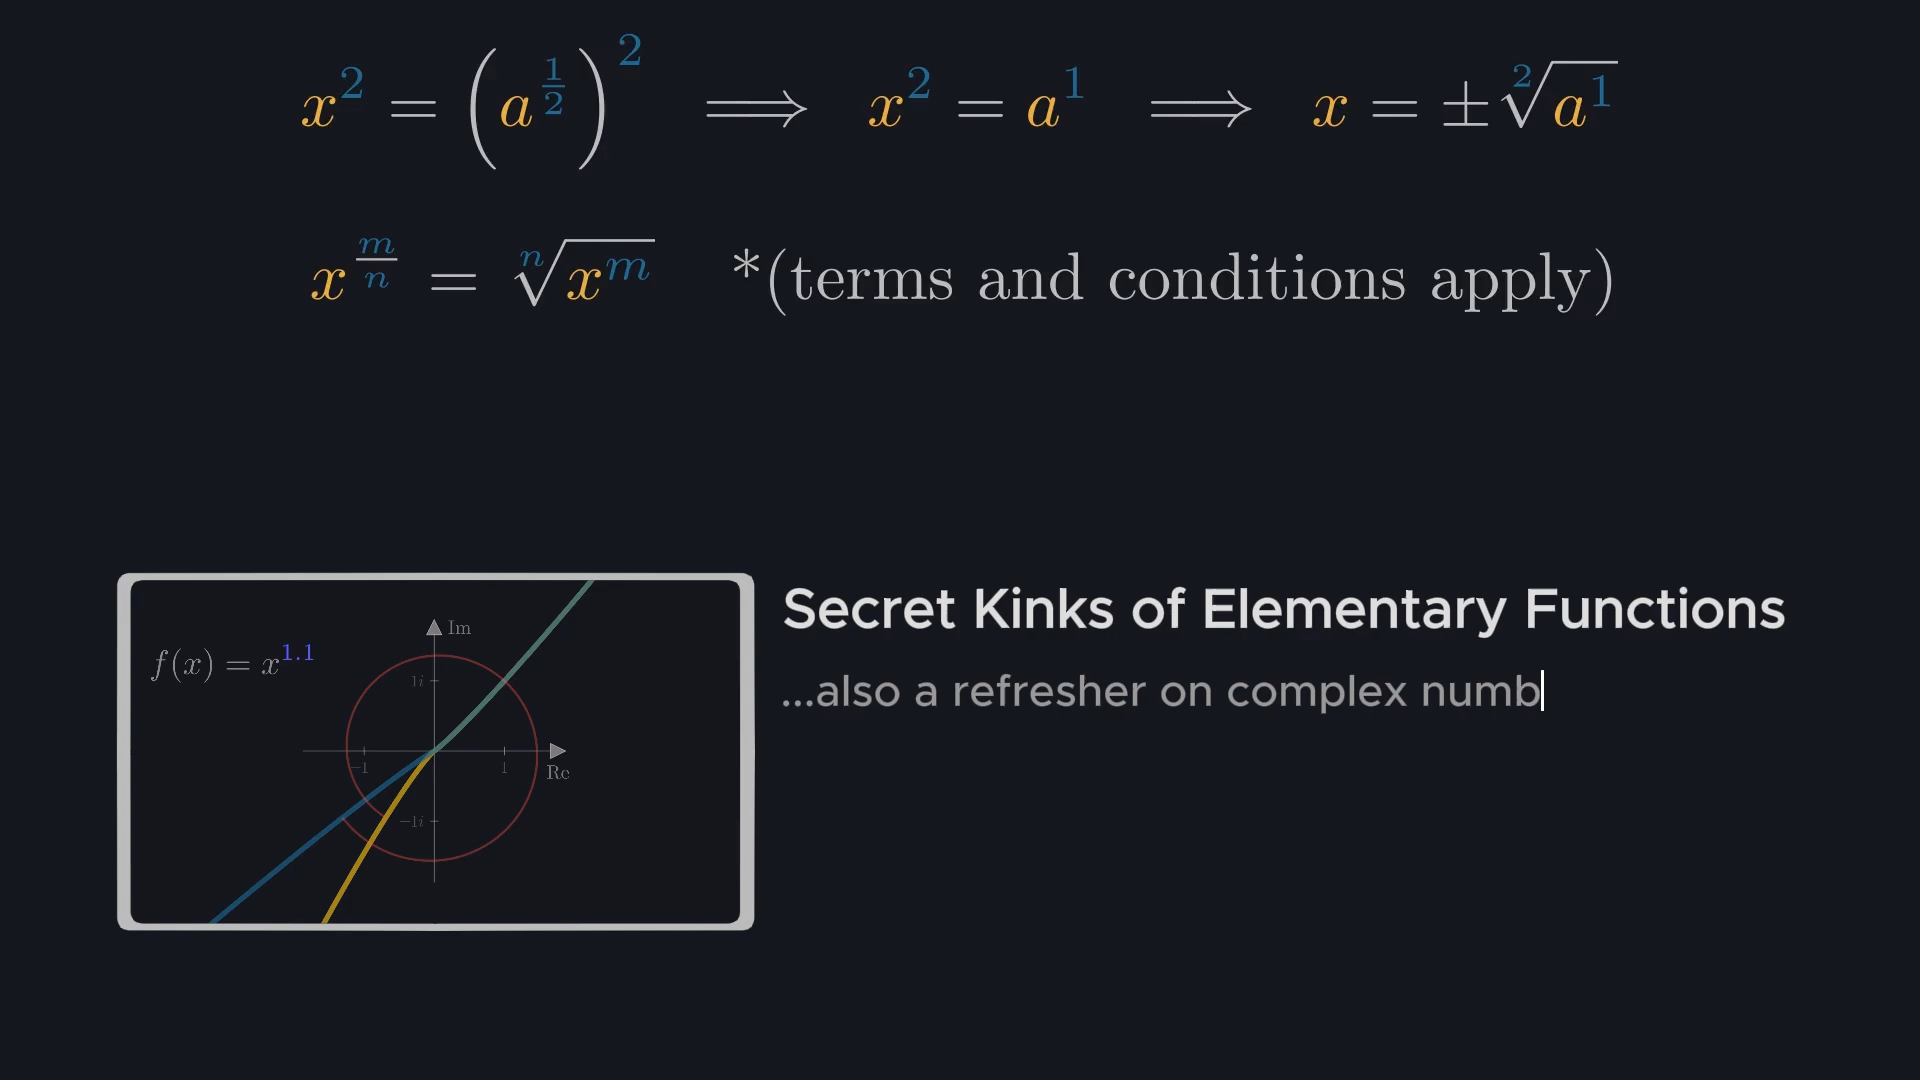 x² = (a^{1/2})² ⟹ x² = a¹ ⟹ x = ±²√a¹
x^{m/n} = ⁿ√x^m *(terms and conditions apply)
Secret Kinks of Elementary Functions
...also a refresher on complex numb
Im
f(x) = x^{1.1}
1i
-1
1
Re
-1i